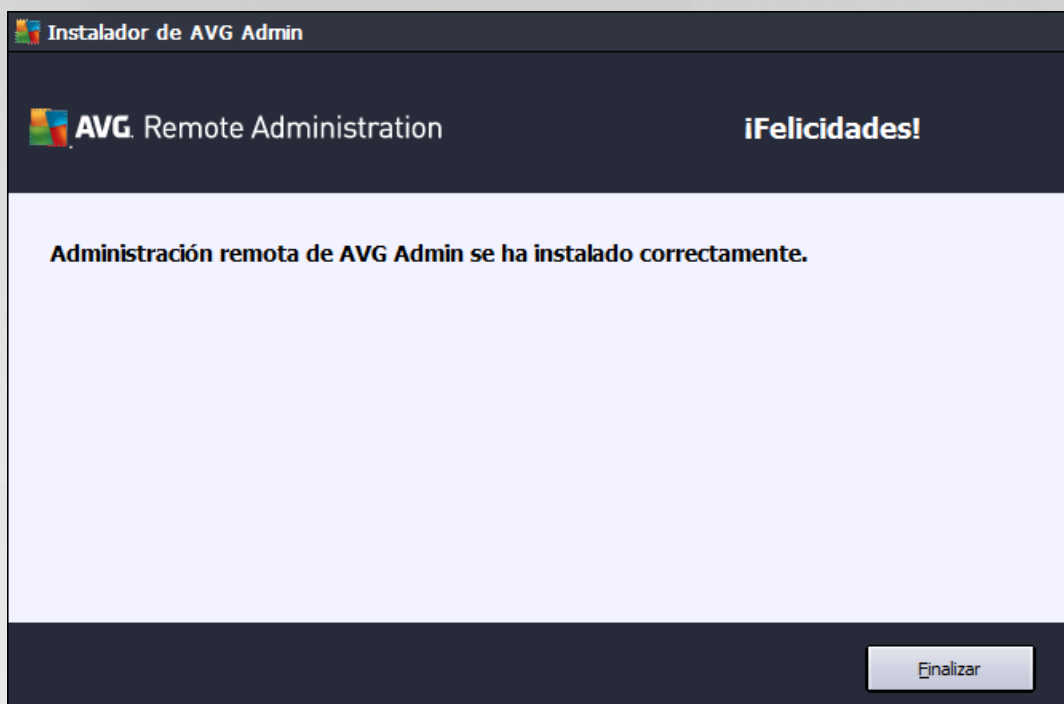 Instalador de AVG Admin
AVG. Remote Administration
¡Felicidades!
Administración remota de AVG Admin se ha instalado correctamente.
Finalizar